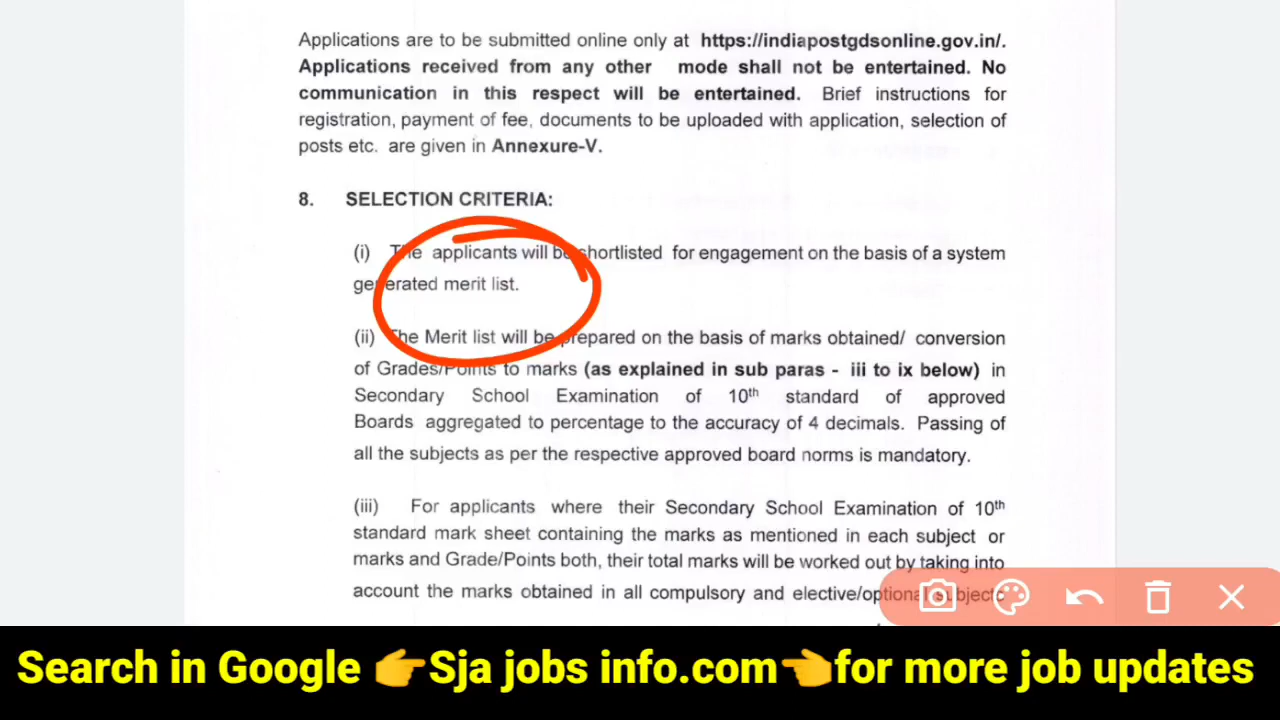 Applications are to be submitted online only at https://indiapostgdsonline.gov.in/.
Applications received from any other mode shall not be entertained. No
communication in this respect will be entertained. Brief instructions for
registration, payment of fee, documents to be uploaded with application, selection of
posts etc. are given in Annexure-V.
8. SELECTION CRITERIA:
(i) The applicants will be shortlisted for engagement on the basis of a system
generated merit list.
(ii) The Merit list will be prepared on the basis of marks obtained/ conversion
of Grades/Points to marks (as explained in sub paras - iii to ix below) in
Secondary School Examination of 10th standard of approved
Boards aggregated to percentage to the accuracy of 4 decimals. Passing of
all the subjects as per the respective approved board norms is mandatory.
(iii) For applicants where their Secondary School Examination of 10th
standard mark sheet containing the marks as mentioned in each subject or
marks and Grade/Points both, their total marks will be worked out by taking into
account the marks obtained in all compulsory and elective/optional subjects
Search in Google 👉Sja jobs info.com👈for more job updates